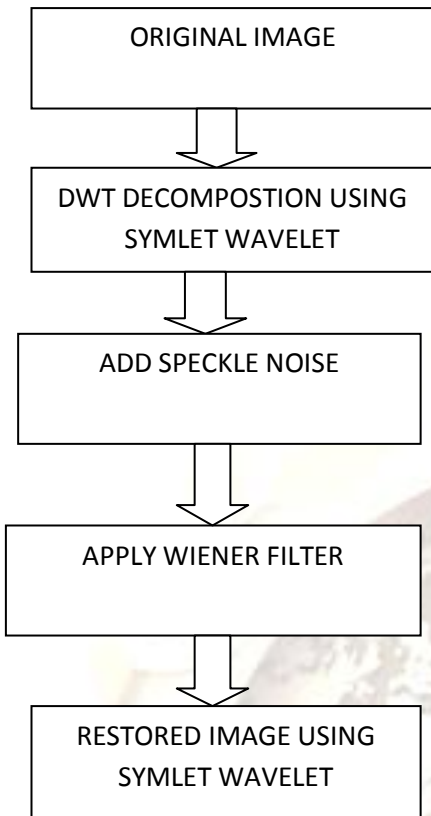 ORIGINAL IMAGE
DWT DECOMPOSTION USING
SYMLET WAVELET
ADD SPECKLE NOISE
APPLY WIENER FILTER
RESTORED IMAGE USING
SYMLET WAVELET